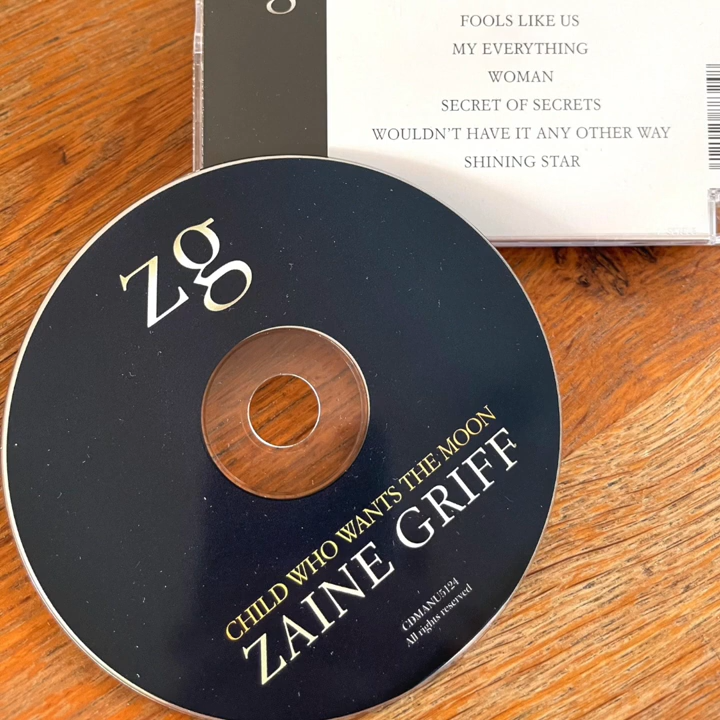 g
FOOLS LIKE US
MY EVERYTHING
WOMAN
SECRET OF SECRETS
WOULDN'T HAVE IT ANY OTHER WAY
SHINING STAR
zg
CHILD WHO WANTS THE MOON
ZAINE GRIFF
CDMANU5124
All rights reserved